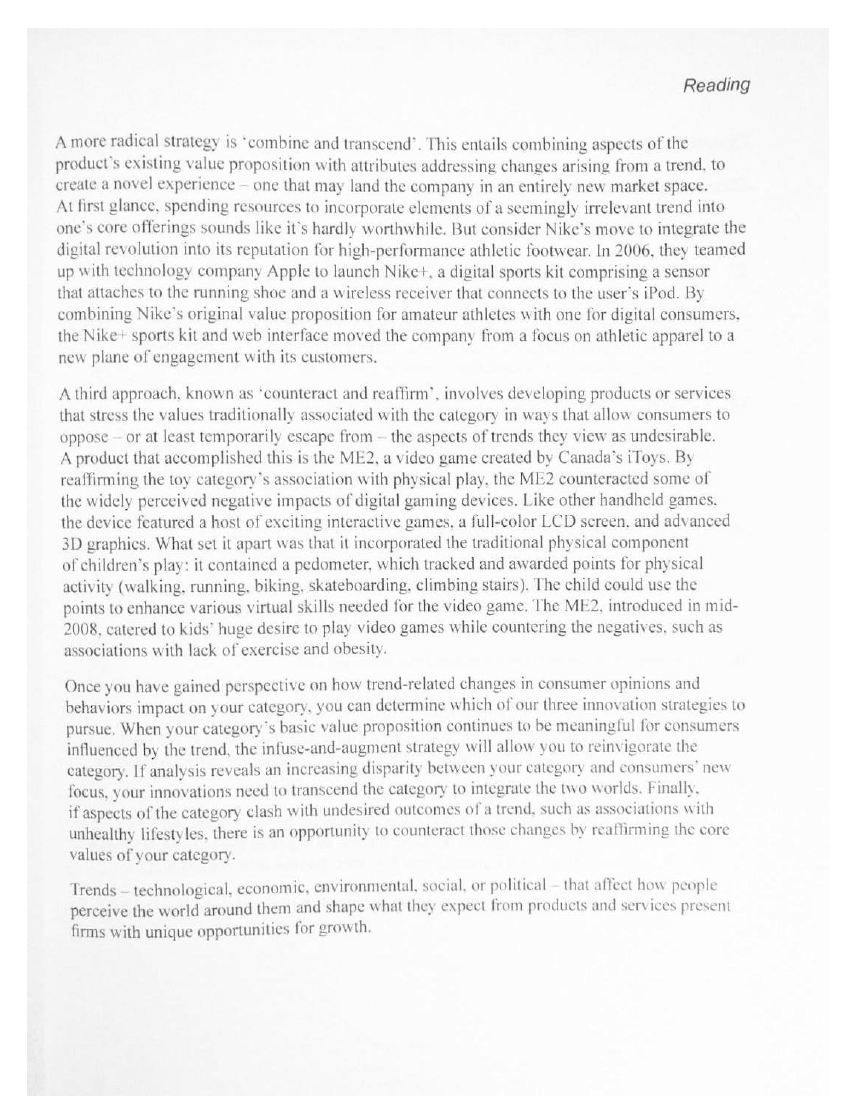 Reading
A more radical strategy is 'combine and transcend'. This entails combining aspects of the
product's existing value proposition with attributes addressing changes arising from a trend, to
create a novel experience – one that may land the company in an entirely new market space.
At first glance, spending resources to incorporate elements of a seemingly irrelevant trend into
one's core offerings sounds like it's hardly worthwhile. But consider Nike's move to integrate the
digital revolution into its reputation for high-performance athletic footwear. In 2006, they teamed
up with technology company Apple to launch Nike+, a digital sports kit comprising a sensor
that attaches to the running shoe and a wireless receiver that connects to the user's iPod. By
combining Nike's original value proposition for amateur athletes with one for digital consumers,
the Nike+ sports kit and web interface moved the company from a focus on athletic apparel to a
new plane of engagement with its customers.
A third approach, known as 'counteract and reaffirm', involves developing products or services
that stress the values traditionally associated with the category in ways that allow consumers to
oppose – or at least temporarily escape from – the aspects of trends they view as undesirable.
A product that accomplished this is the ME2, a video game created by Canada's iToys. By
reaffirming the toy category's association with physical play, the ME2 counteracted some of
the widely perceived negative impacts of digital gaming devices. Like other handheld games,
the device featured a host of exciting interactive games, a full-color LCD screen, and advanced
3D graphics. What set it apart was that it incorporated the traditional physical component
of children's play: it contained a pedometer, which tracked and awarded points for physical
activity (walking, running, biking, skateboarding, climbing stairs). The child could use the
points to enhance various virtual skills needed for the video game. The ME2, introduced in mid-
2008, catered to kids' huge desire to play video games while countering the negatives, such as
associations with lack of exercise and obesity.
Once you have gained perspective on how trend-related changes in consumer opinions and
behaviors impact on your category, you can determine which of our three innovation strategies to
pursue. When your category's basic value proposition continues to be meaningful for consumers
influenced by the trend, the infuse-and-augment strategy will allow you to reinvigorate the
category. If analysis reveals an increasing disparity between your category and consumers' new
focus, your innovations need to transcend the category to integrate the two worlds. Finally,
if aspects of the category clash with undesired outcomes of a trend, such as associations with
unhealthy lifestyles, there is an opportunity to counteract those changes by reaffirming the core
values of your category.
Trends – technological, economic, environmental, social, or political – that affect how people
perceive the world around them and shape what they expect from products and services present
firms with unique opportunities for growth.